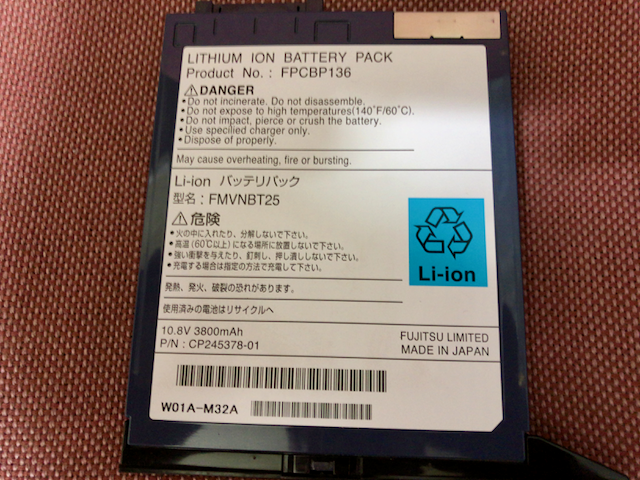 LITHIUM ION BATTERY PACK
Product No. : FPCBP136
⚠DANGER
•Do not incinerate. Do not disassemble.
•Do not expose to high temperatures(140°F/60°C).
•Do not impact, pierce or crush the battery.
•Use specified charger only.
•Dispose of properly.
May cause overheating, fire or bursting.
Li-ion バッテリパック
型名 : FMVNBT25
⚠危険
•火の中に入れたり、分解しないで下さい。
•高温(60℃以上)になる場所に放置しないで下さい。
•強い衝撃を与えたり、釘刺し、押し潰ししないで下さい。
•充電する場合は指定の方法で充電して下さい。
発熱、発火、破裂の恐れがあります。
使用済みの電池はリサイクルへ
Li-ion
10.8V 3800mAh
P/N : CP245378-01
FUJITSU LIMITED
MADE IN JAPAN
W01A-M32A